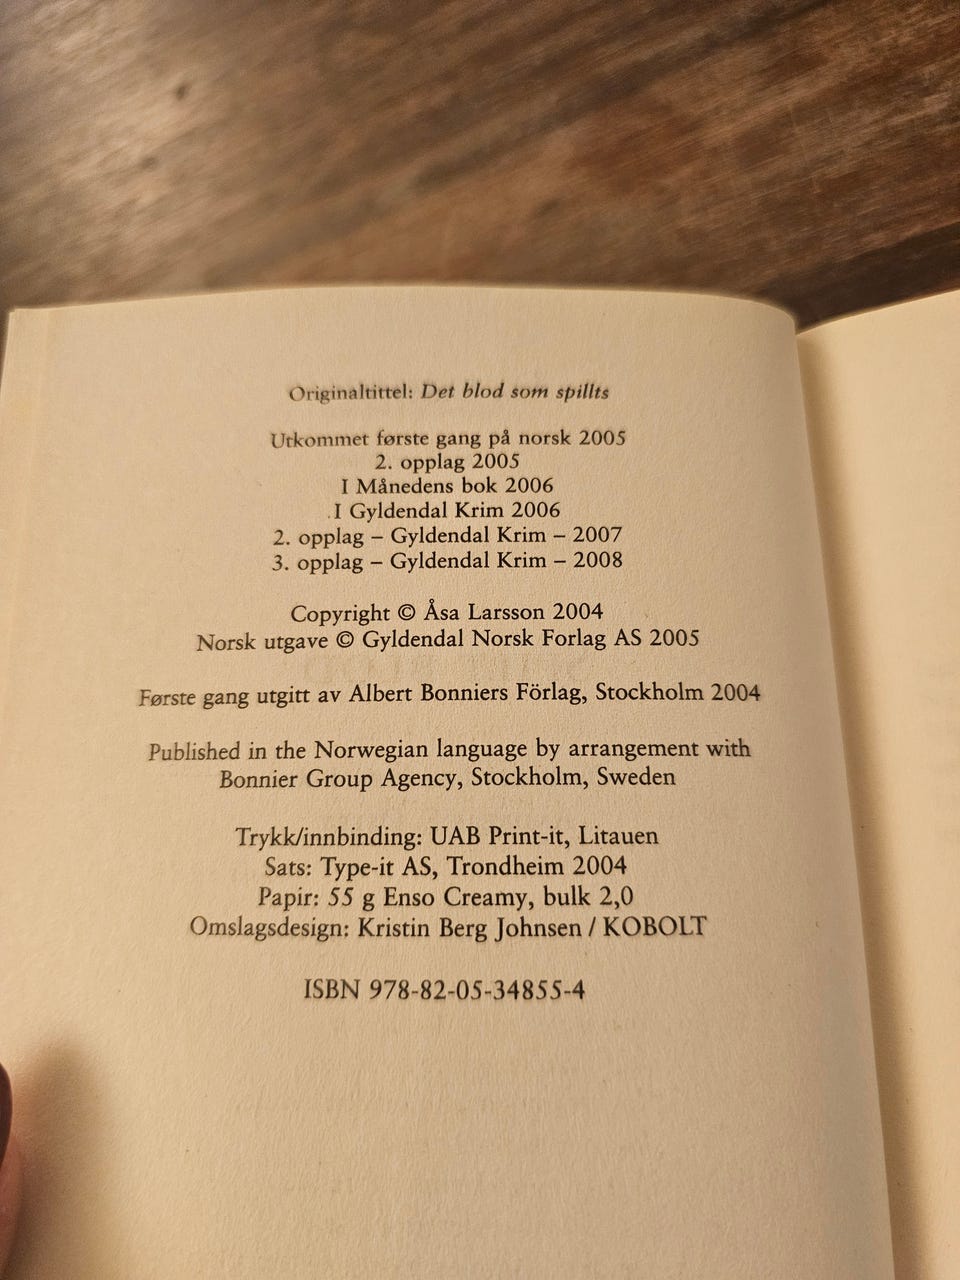 Originaltittel: Det blod som spillts
Utkommet første gang på norsk 2005
2. opplag 2005
I Månedens bok 2006
I Gyldendal Krim 2006
2. opplag – Gyldendal Krim – 2007
3. opplag – Gyldendal Krim – 2008
Copyright © Åsa Larsson 2004
Norsk utgave © Gyldendal Norsk Forlag AS 2005
Første gang utgitt av Albert Bonniers Förlag, Stockholm 2004
Published in the Norwegian language by arrangement with
Bonnier Group Agency, Stockholm, Sweden
Trykk/innbinding: UAB Print-it, Litauen
Sats: Type-it AS, Trondheim 2004
Papir: 55 g Enso Creamy, bulk 2,0
Omslagsdesign: Kristin Berg Johnsen / KOBOLT
ISBN 978-82-05-34855-4